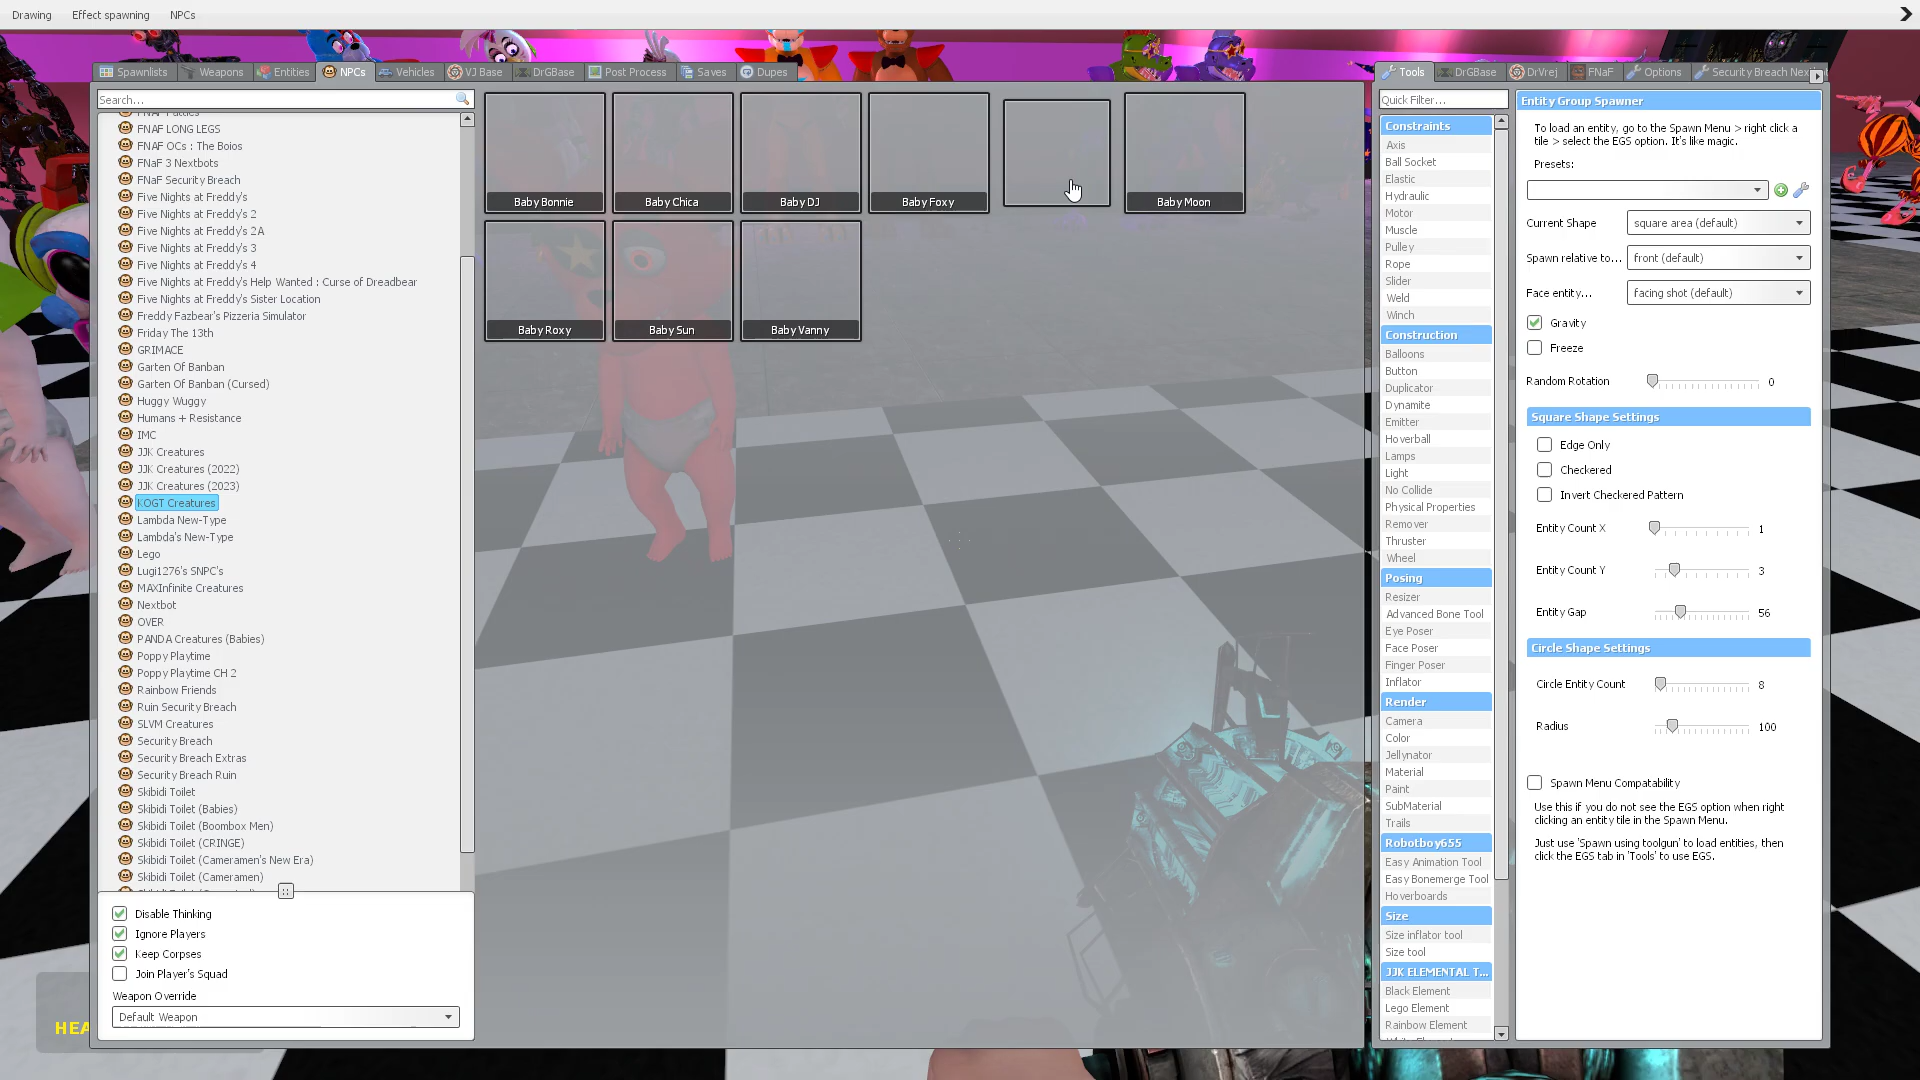 Drawing Effect spawning NPCs
Spawnlists Weapons Entities NPCs Vehicles VJ Base DrGBase Post Process Saves Dupes
Search...
FNAF LONG LEGS
FNAF OCs : The Boios
FNaF 3 Nextbots
FNaF Security Breach
Five Nights at Freddy's
Five Nights at Freddy's 2
Five Nights at Freddy's 2A
Five Nights at Freddy's 3
Five Nights at Freddy's 4
Five Nights at Freddy's Help Wanted : Curse of Dreadbear
Five Nights at Freddy's Sister Location
Freddy Fazbear's Pizzeria Simulator
Friday The 13th
GRIMACE
Garten Of Banban
Garten Of Banban (Cursed)
Huggy Wuggy
Humans + Resistance
IMC
JJK Creatures
JJK Creatures (2022)
JJK Creatures (2023)
KOGT Creatures
Lambda New-Type
Lambda's New-Type
Lego
Lugi1276's SNPC's
MAXInfinite Creatures
Nextbot
OVER
PANDA Creatures (Babies)
Poppy Playtime
Poppy Playtime CH 2
Rainbow Friends
Ruin Security Breach
SLVM Creatures
Security Breach
Security Breach Extras
Security Breach Ruin
Skibidi Toilet
Skibidi Toilet (Babies)
Skibidi Toilet (Boombox Men)
Skibidi Toilet (CRINGE)
Skibidi Toilet (Cameramen's New Era)
Skibidi Toilet (Cameramen)
Disable Thinking
Ignore Players
Keep Corpses
Join Player's Squad
Weapon Override
Default Weapon
HEA
Baby Bonnie Baby Chica Baby DJ Baby Foxy Baby Moon
Baby Roxy Baby Sun Baby Vanny
Tools DrGBase DrVrej FNaF Options Security Breach
Quick Filter...
Constraints
Axis
Ball Socket
Elastic
Hydraulic
Motor
Muscle
Pulley
Rope
Slider
Weld
Winch
Construction
Balloons
Button
Duplicator
Dynamite
Emitter
Hoverball
Lamps
Light
No Collide
Physical Properties
Remover
Thruster
Wheel
Posing
Resizer
Advanced Bone Tool
Eye Poser
Face Poser
Finger Poser
Inflator
Render
Camera
Color
Jellynator
Material
Paint
SubMaterial
Trails
Robotboy655
Easy Animation Tool
Easy Bonemerge Tool
Hoverboards
Size
Size inflator tool
Size tool
JJK ELEMENTAL T...
Black Element
Lego Element
Rainbow Element
Entity Group Spawner
To load an entity, go to the Spawn Menu > right click a
tile > select the EGS option. It's like magic.
Presets:
Current Shape square area (default)
Spawn relative to... front (default)
Face entity... facing shot (default)
Gravity
Freeze
Random Rotation 0
Square Shape Settings
Edge Only
Checkered
Invert Checkered Pattern
Entity Count X 1
Entity Count Y 3
Entity Gap 56
Circle Shape Settings
Circle Entity Count 8
Radius 100
Spawn Menu Compatability
Use this if you do not see the EGS option when right
clicking an entity tile in the Spawn Menu.
Just use 'Spawn using toolgun' to load entities, then
click the EGS tab in 'Tools' to use EGS.